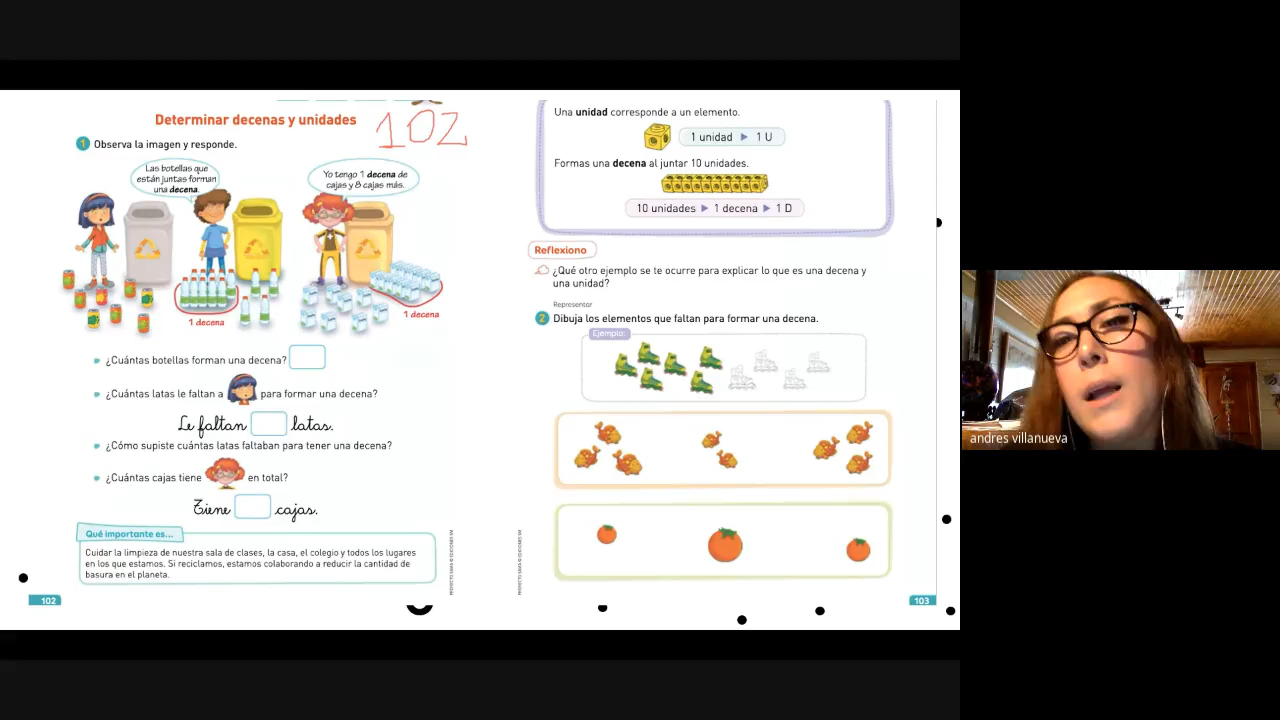 Determinar decenas y unidades
102
1 Observa la imagen y responde.
Las botellas que
están juntas forman
una decena.
Yo tengo 1 decena de
cajas y 8 cajas más.
1 decena
1 decena
¿Cuántas botellas forman una decena?
¿Cuántas latas le faltan a para formar una decena?
Le faltan latas.
¿Cómo supiste cuántas latas faltaban para tener una decena?
¿Cuántas cajas tiene en total?
Tiene cajas.
Qué importante es...
Cuidar la limpieza de nuestra sala de clases, la casa, el colegio y todos los lugares
en los que estamos. Si reciclamos, estamos colaborando a reducir la cantidad de
basura en el planeta.
102
Una unidad corresponde a un elemento.
1 unidad ▶ 1 U
Formas una decena al juntar 10 unidades.
10 unidades ▶ 1 decena ▶ 1 D
Reflexiono
¿Qué otro ejemplo se te ocurre para explicar lo que es una decena y
una unidad?
Representar
2 Dibuja los elementos que faltan para formar una decena.
Ejemplo:
103
andres villanueva